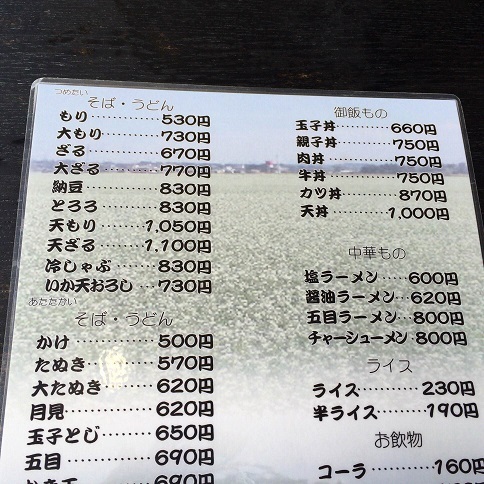 つめたい
そば・うどん
もり・・・・・・・・・・530円
大もり・・・・・・・・・730円
ざる・・・・・・・・・・670円
大ざる・・・・・・・・・770円
納豆・・・・・・・・・・830円
とろろ・・・・・・・・・830円
天もり・・・・・・・1,050円
天ざる・・・・・・・1,100円
冷しゃぶ・・・・・・・830円
いか天おろし・・・730円
あたたかい
そば・うどん
かけ・・・・・・・・・・500円
たぬき・・・・・・・・570円
大たぬき・・・・・・620円
月見・・・・・・・・・・620円
玉子とじ・・・・・・650円
五目・・・・・・・・・・690円
690円
御飯もの
玉子丼・・・・・・・・660円
親子丼・・・・・・・・750円
肉丼・・・・・・・・・・750円
牛丼・・・・・・・・・・750円
カツ丼・・・・・・・・870円
天丼・・・・・・・・1,000円
中華もの
塩ラーメン・・・・・600円
醤油ラーメン・・・620円
五目ラーメン・・・800円
チャーシューメン・・800円
ライス
ライス・・・・・・・・・230円
半ライス・・・・・・・190円
お飲物
コーラ・・・・・・・・・160円